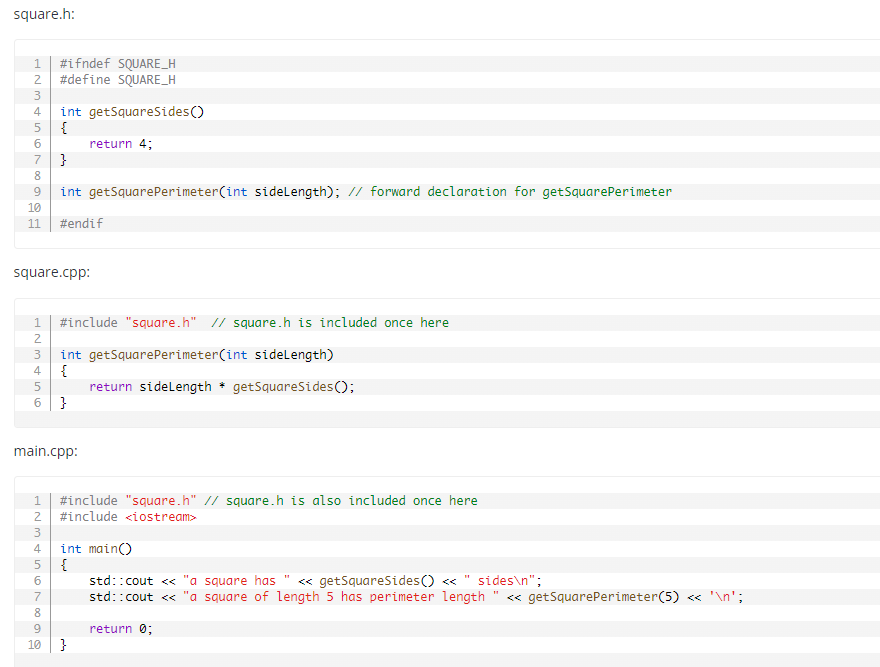 square.h:
1 #ifndef SQUARE_H
2 #define SQUARE_H
3
4 int getSquareSides()
5 {
6     return 4;
7 }
8
9 int getSquarePerimeter(int sideLength); // forward declaration for getSquarePerimeter
10
11 #endif
square.cpp:
1 #include "square.h"  // square.h is included once here
2
3 int getSquarePerimeter(int sideLength)
4 {
5     return sideLength * getSquareSides();
6 }
main.cpp:
1 #include "square.h" // square.h is also included once here
2 #include <iostream>
3
4 int main()
5 {
6     std::cout << "a square has " << getSquareSides() << " sides\n";
7     std::cout << "a square of length 5 has perimeter length " << getSquarePerimeter(5) << '\n';
8
9     return 0;
10 }